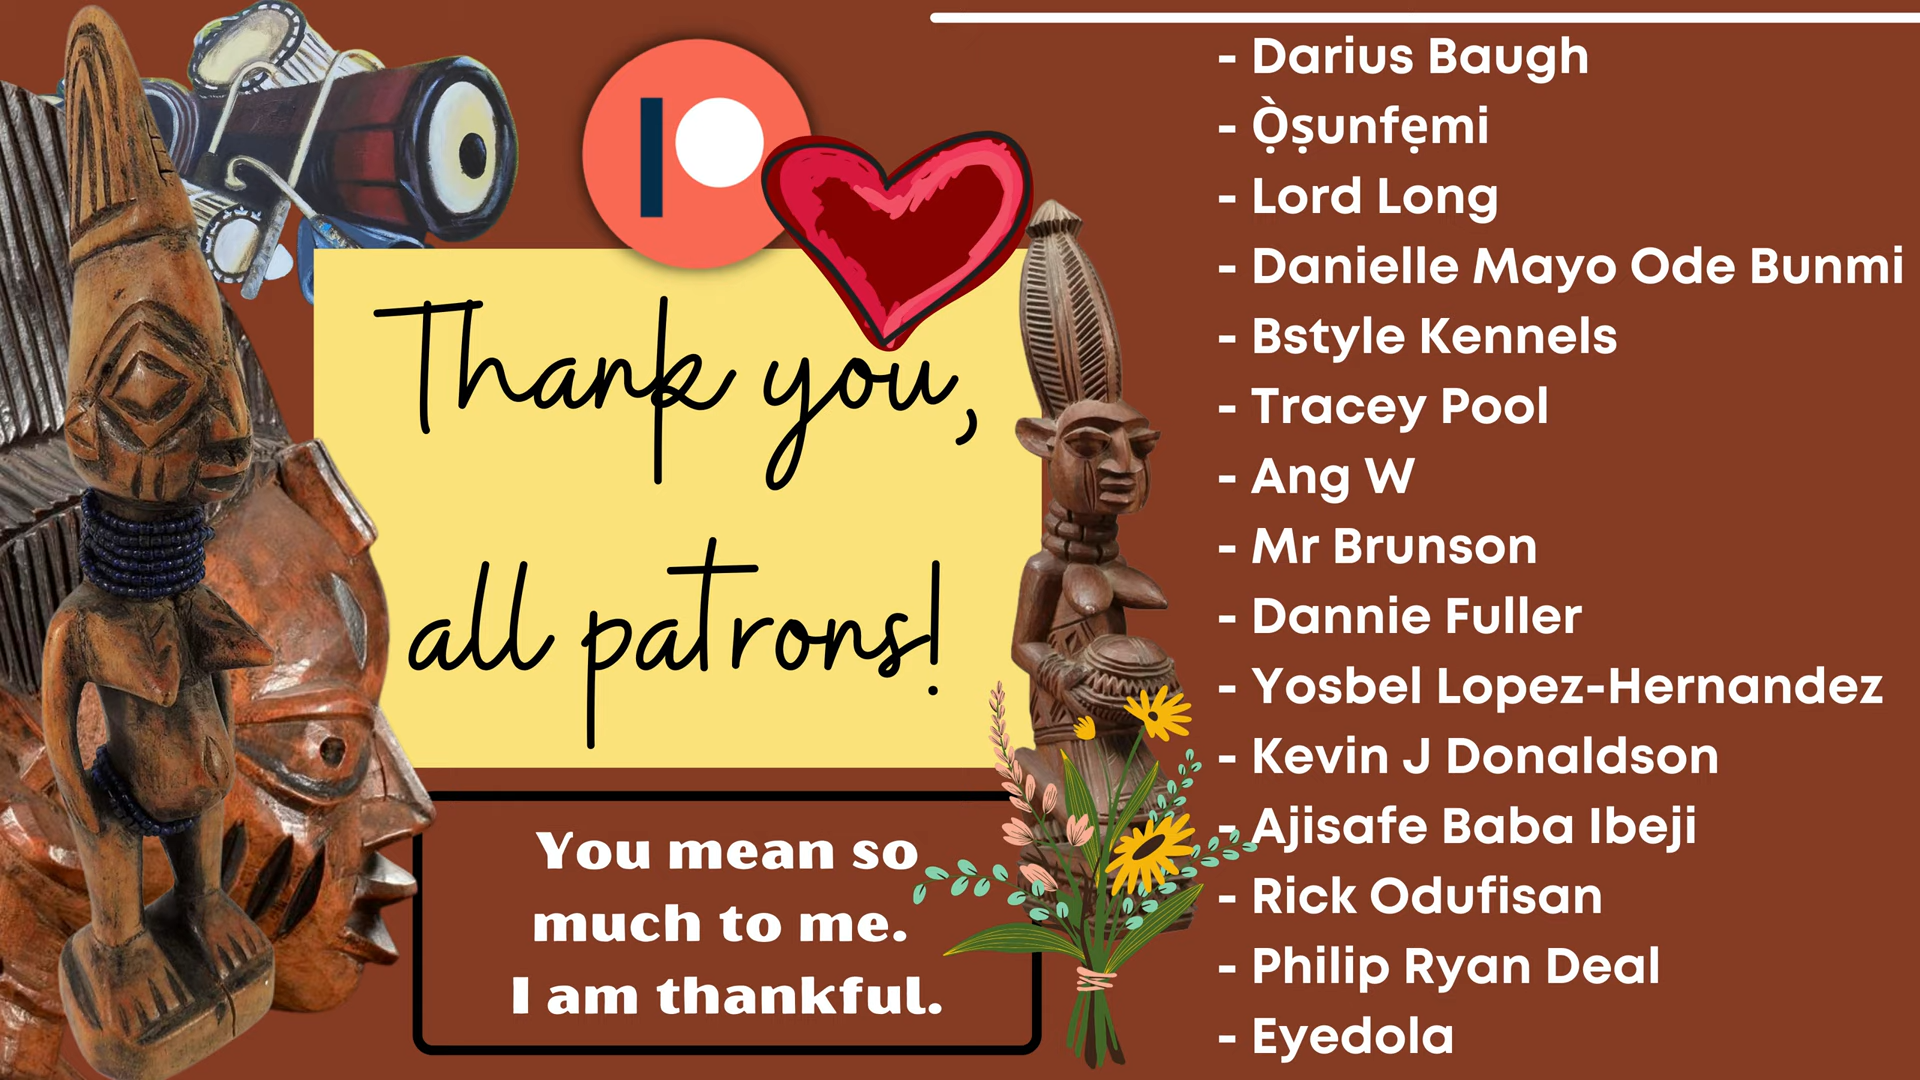 Thank you,
all patrons!
You mean so
much to me.
I am thankful.
- Darius Baugh
- Ọ̀ṣunfẹmi
- Lord Long
- Danielle Mayo Ode Bunmi
- Bstyle Kennels
- Tracey Pool
- Ang W
- Mr Brunson
- Dannie Fuller
- Yosbel Lopez-Hernandez
- Kevin J Donaldson
- Ajisafe Baba Ibeji
- Rick Odufisan
- Philip Ryan Deal
- Eyedola